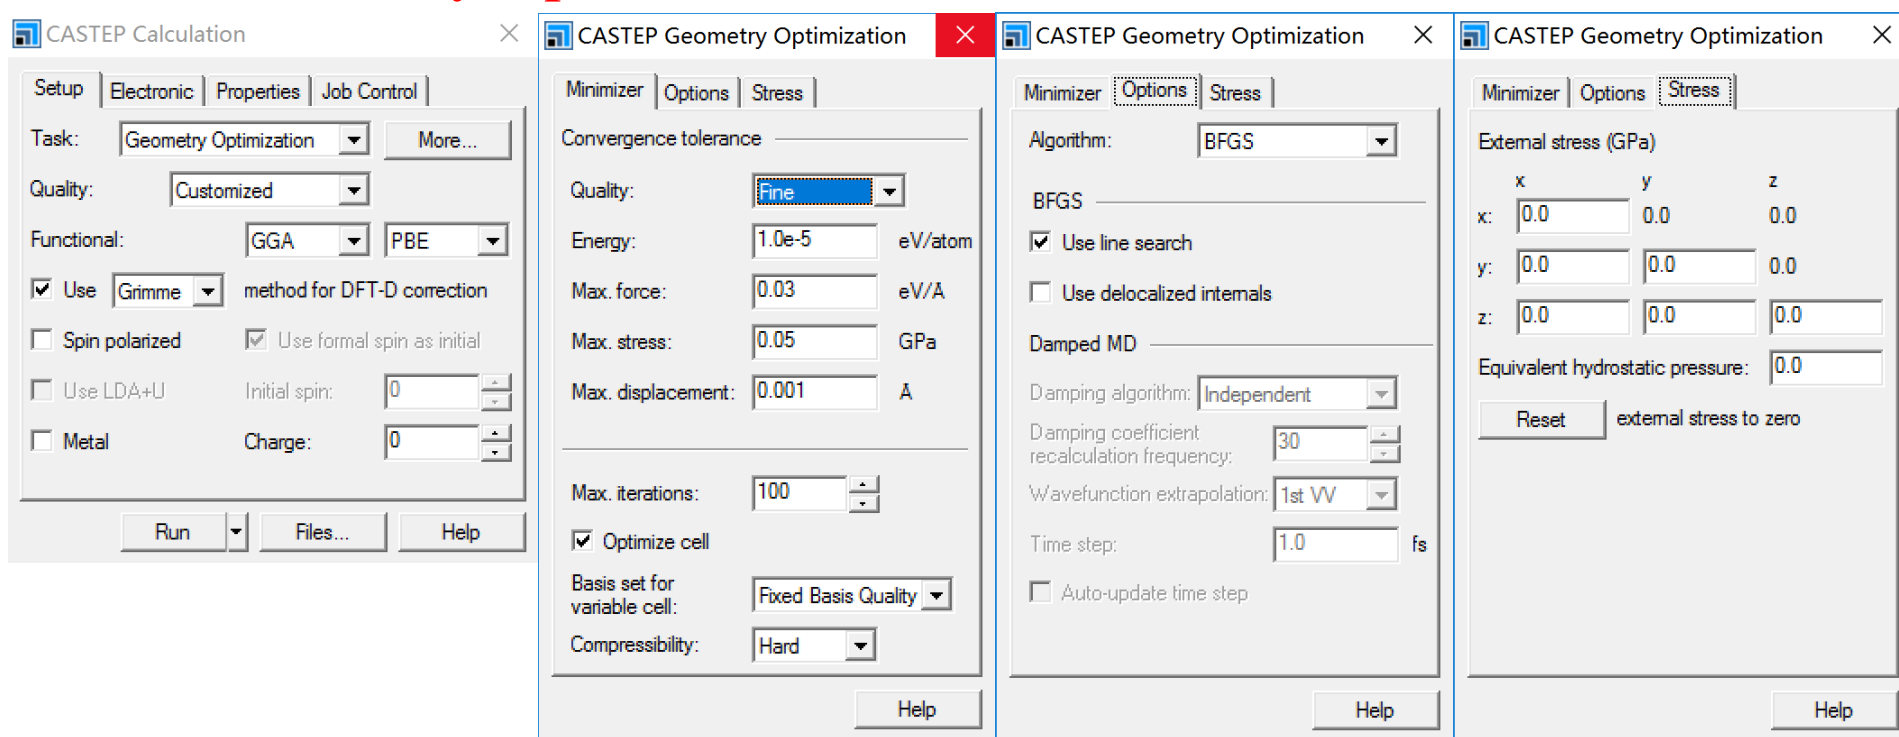 CASTEP Calculation
Setup Electronic Properties Job Control
Task: Geometry Optimization More...
Quality: Customized
Functional: GGA PBE
Use Grimme method for DFT-D correction
Spin polarized Use formal spin as initial
Use LDA+U Initial spin: 0
Metal Charge: 0
Run Files... Help
CASTEP Geometry Optimization
Minimizer Options Stress
Convergence tolerance
Quality: Fine
Energy: 1.0e-5 eV/atom
Max. force: 0.03 eV/Å
Max. stress: 0.05 GPa
Max. displacement: 0.001 Å
Max. iterations: 100
Optimize cell
Basis set for
variable cell: Fixed Basis Quality
Compressibility: Hard
Help
CASTEP Geometry Optimization
Minimizer Options Stress
Algorithm: BFGS
BFGS
Use line search
Use delocalized internals
Damped MD
Damping algorithm: Independent
Damping coefficient
recalculation frequency: 30
Wavefunction extrapolation: 1st VV
Time step: 1.0 fs
Auto-update time step
Help
CASTEP Geometry Optimization
Minimizer Options Stress
External stress (GPa)
x y z
x: 0.0 0.0 0.0
y: 0.0 0.0 0.0
z: 0.0 0.0 0.0
Equivalent hydrostatic pressure: 0.0
Reset external stress to zero
Help